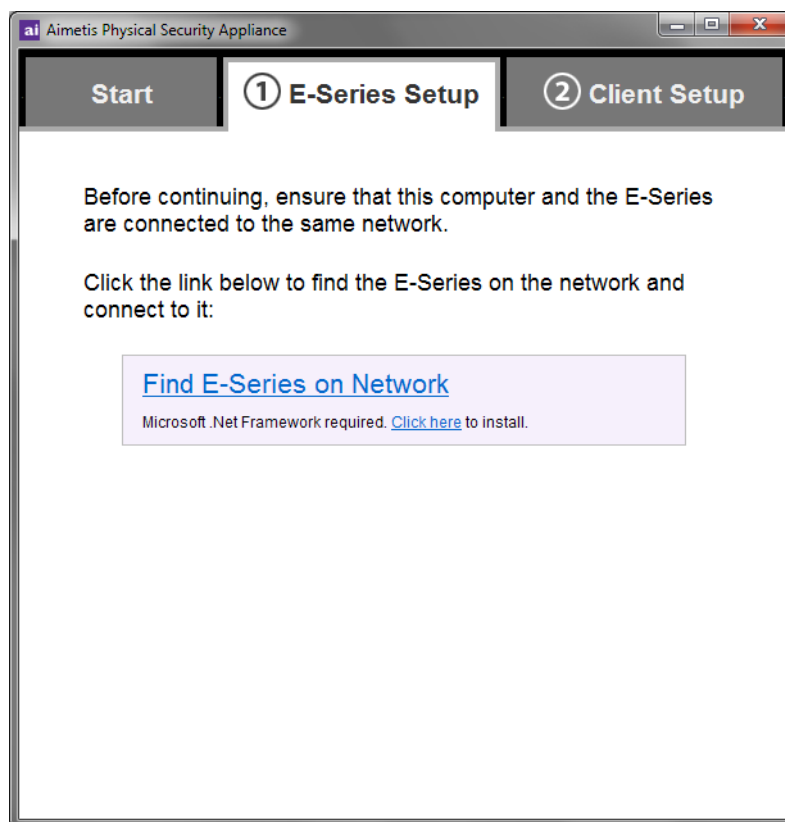 ai Aimetis Physical Security Appliance
Start
1 E-Series Setup
2 Client Setup
Before continuing, ensure that this computer and the E-Series
are connected to the same network.
Click the link below to find the E-Series on the network and
connect to it:
Find E-Series on Network
Microsoft .Net Framework required. Click here to install.